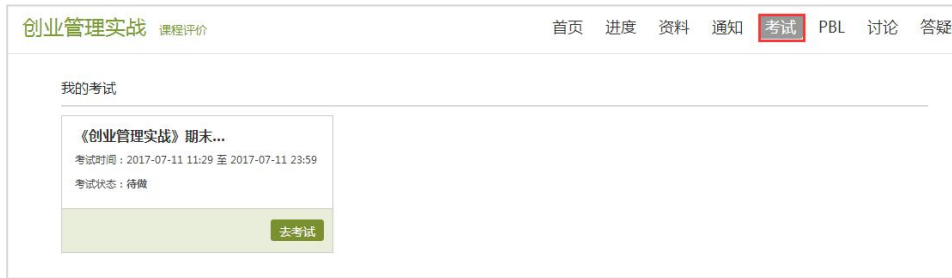 创业管理实战 课程评价 首页 进度 资料 通知 考试 PBL 讨论 答疑
我的考试
《创业管理实战》期末...
考试时间：2017-07-11 11:29 至 2017-07-11 23:59
考试状态：待做
去考试